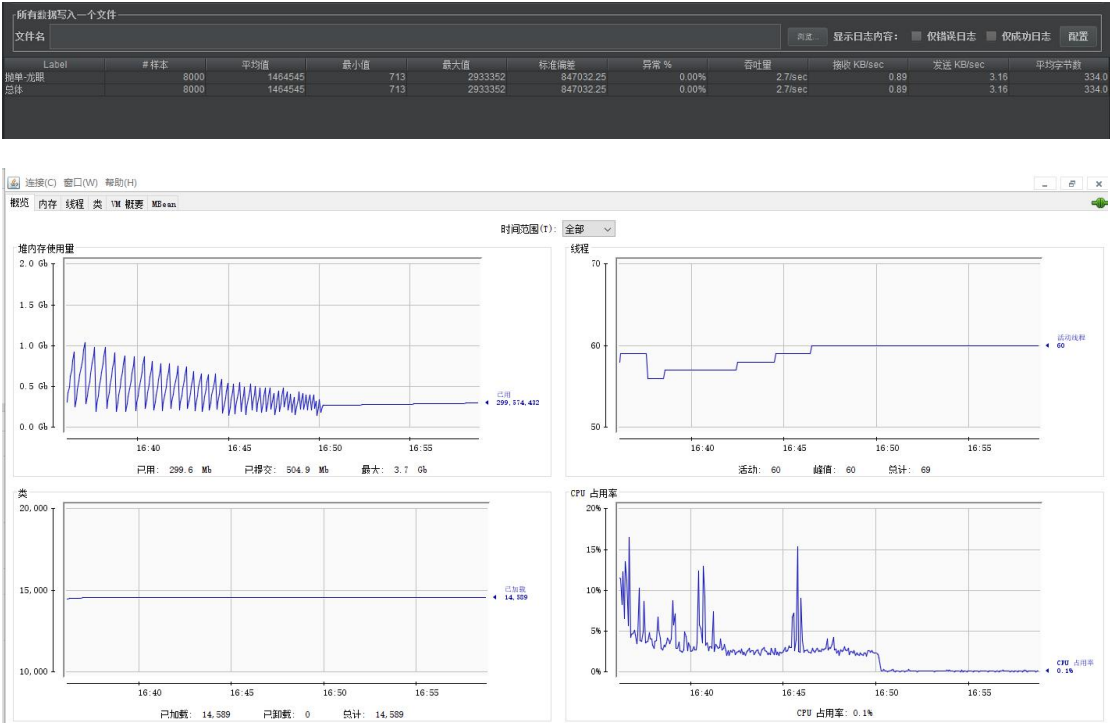 所有数据写入一个文件
文件名 浏览... 显示日志内容： 仅错误日志 仅成功日志 配置
Label # 样本 平均值 最小值 最大值 标准偏差 异常 % 吞吐量 接收 KB/sec 发送 KB/sec 平均字节数
抛单-龙眼 8000 1464545 713 2933352 847032.25 0.00% 2.7/sec 0.89 3.16 334.0
总体 8000 1464545 713 2933352 847032.25 0.00% 2.7/sec 0.89 3.16 334.0
连接(C) 窗口(W) 帮助(H)
概览 内存 线程 类 VM 概要 MBean
时间范围(T): 全部
堆内存使用量
2.0 Gb
1.5 Gb
1.0 Gb
0.5 Gb
0.0 Gb
已用
299,574,432
16:40 16:45 16:50 16:55
已用: 299.6 Mb 已提交: 504.9 Mb 最大: 3.7 Gb
线程
70
60
50
活动线程
60
16:40 16:45 16:50 16:55
活动: 60 峰值: 60 总计: 69
类
20,000
15,000
10,000
已加载
14,589
16:40 16:45 16:50 16:55
已加载: 14,589 已卸载: 0 总计: 14,589
CPU 占用率
20%
15%
10%
5%
0%
CPU 占用率
0.1%
16:40 16:45 16:50 16:55
CPU 占用率: 0.1%